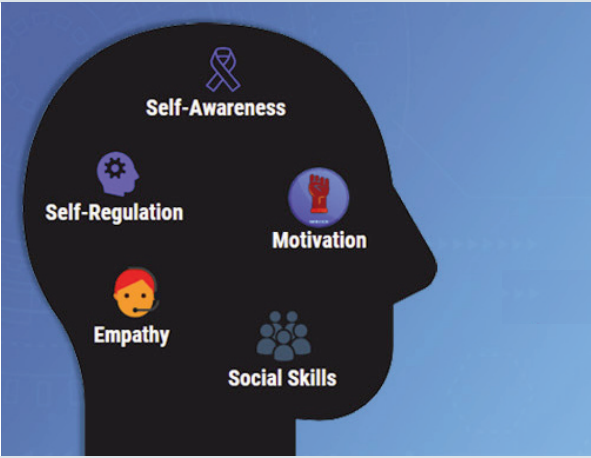 Self-Awareness
Self-Regulation
Motivation
Empathy
Social Skills